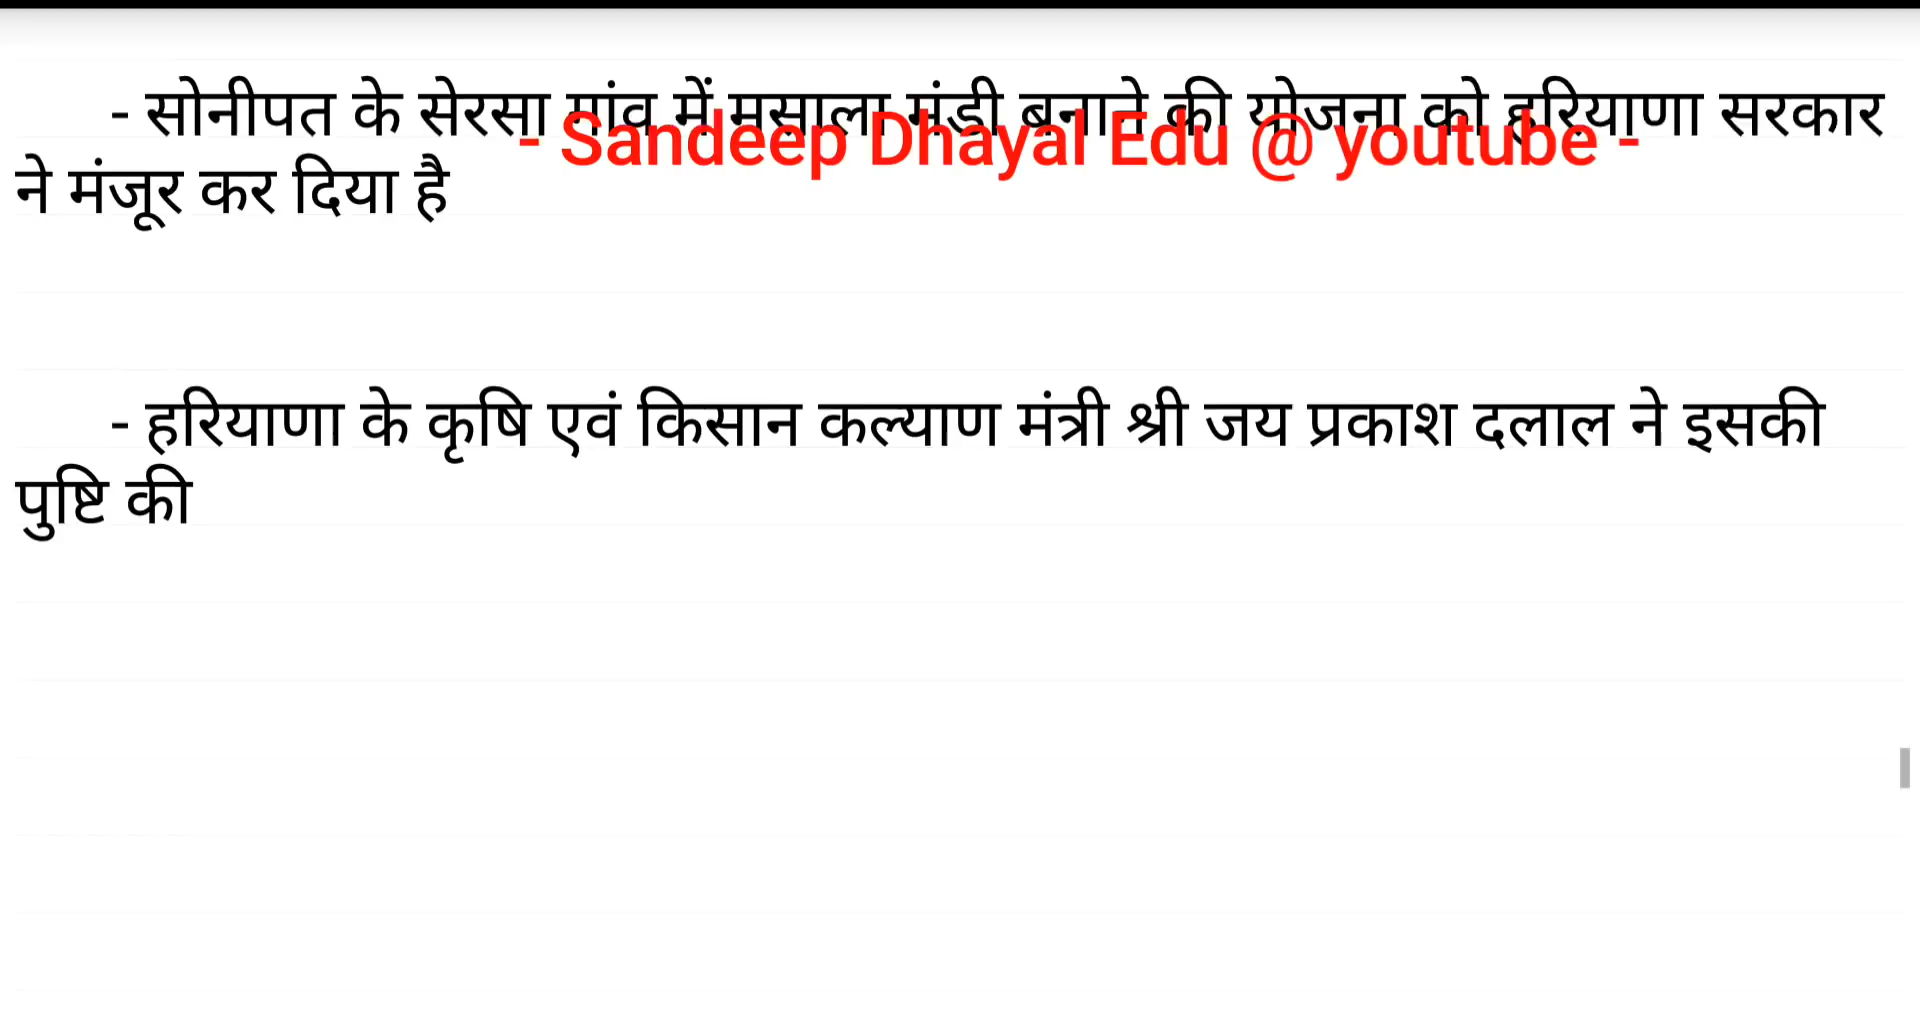 - सोनीपत के सेरसा गांव में मसाला मंडी बनाने की योजना को हरियाणा सरकार
- Sandeep Dhayal Edu @ youtube -
ने मंजूर कर दिया है
- हरियाणा के कृषि एवं किसान कल्याण मंत्री श्री जय प्रकाश दलाल ने इसकी
पुष्टि की